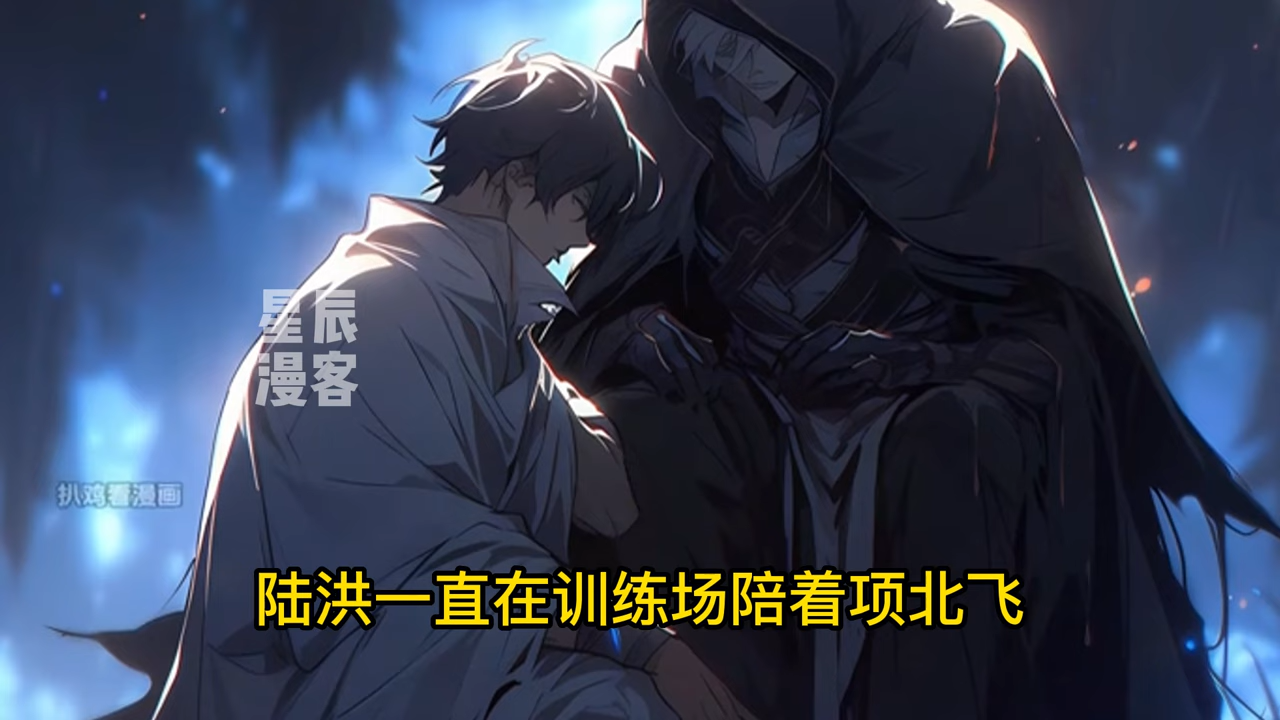 星辰
漫客
扒鸡看漫画
陆洪一直在训练场陪着项北飞